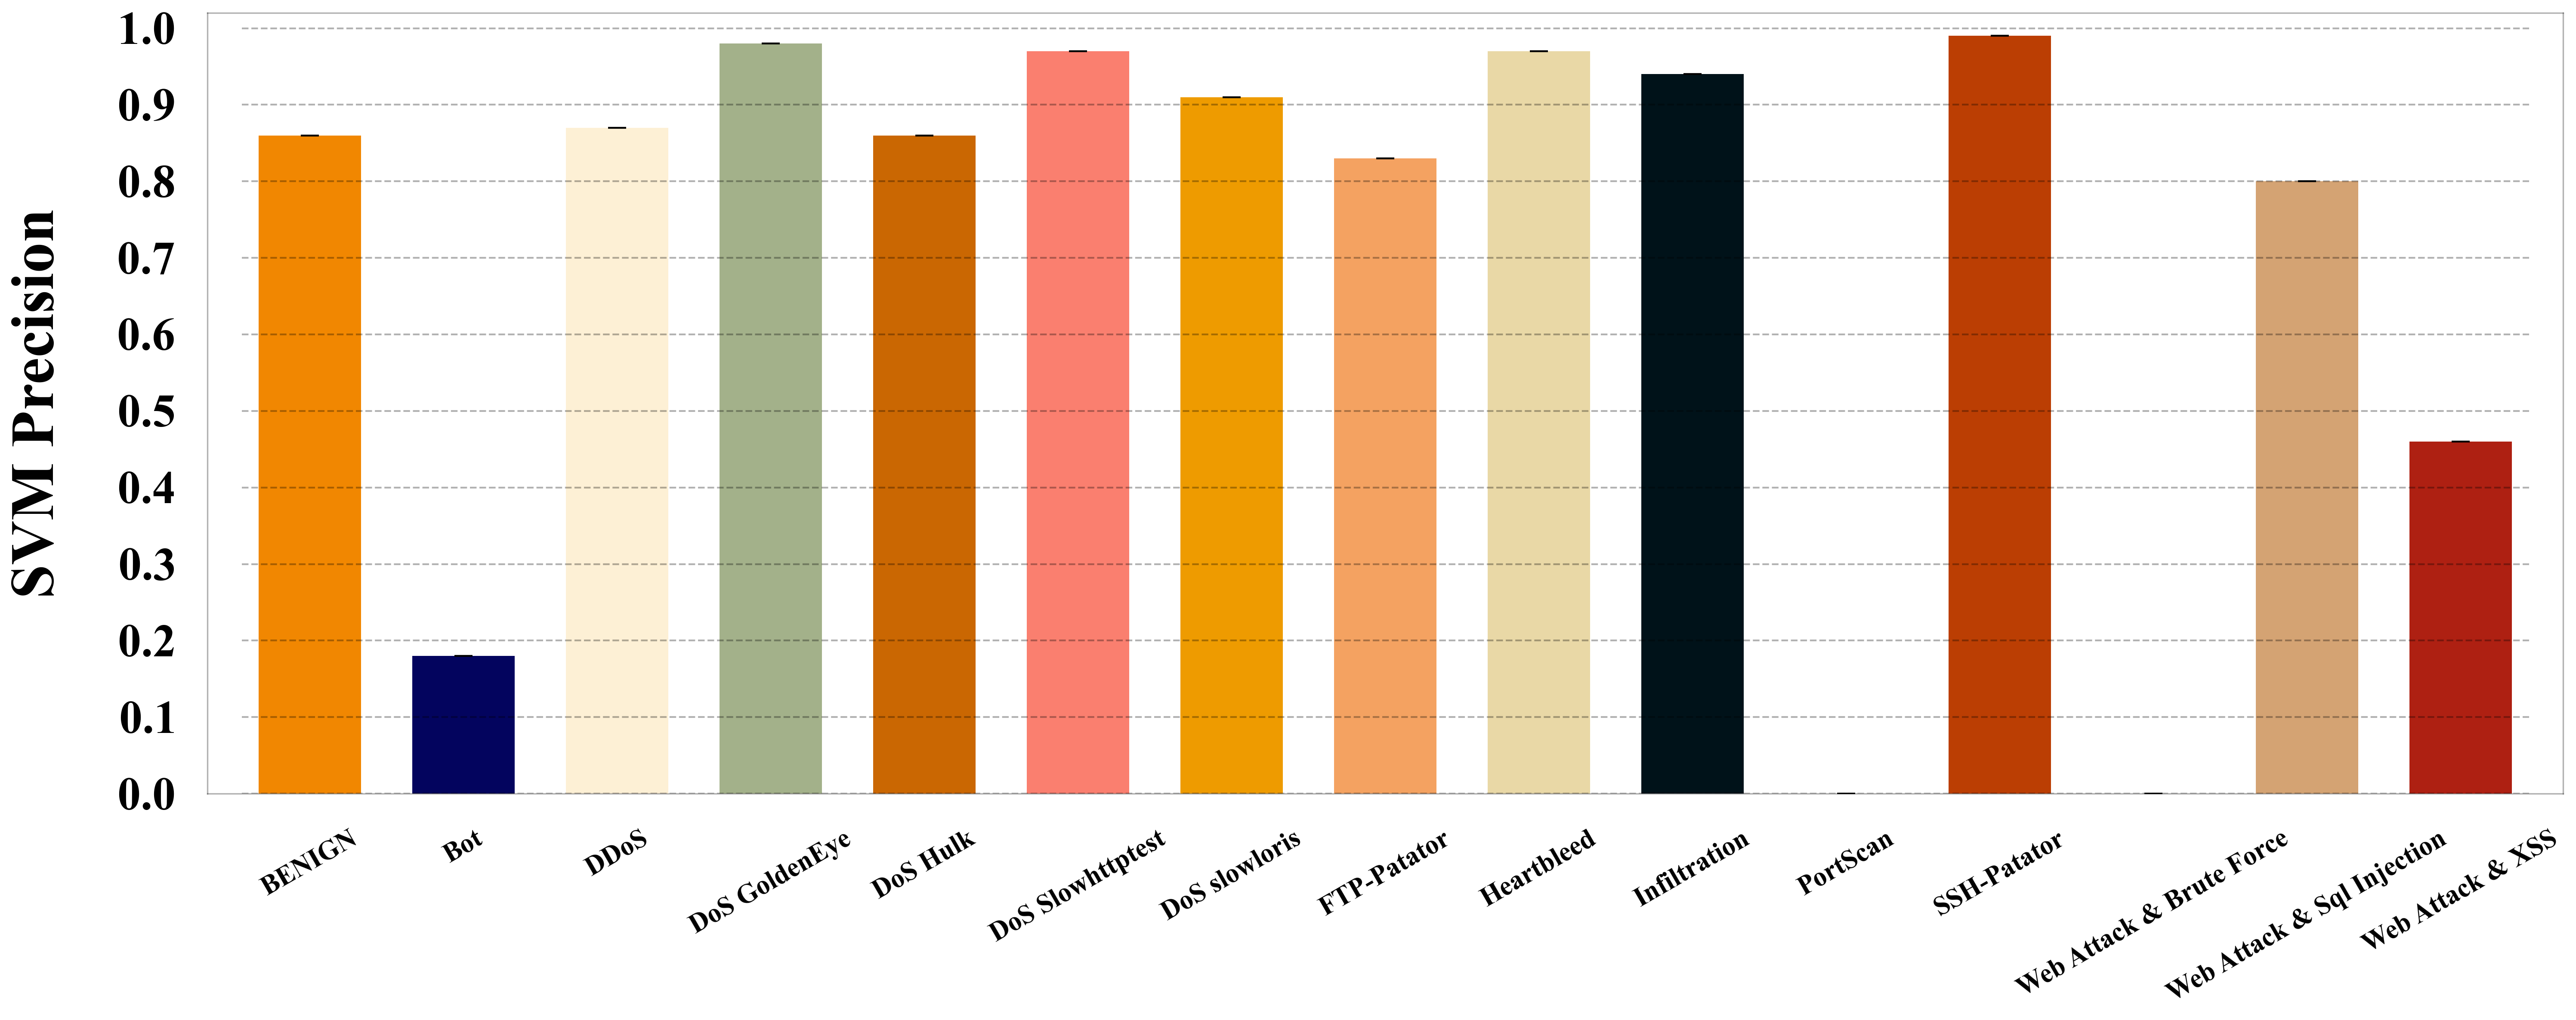 SVM Precision
1.0
0.9
0.8
0.7
0.6
0.5
0.4
0.3
0.2
0.1
0.0
BENIGN
Bot
DDoS
DoS GoldenEye
DoS Hulk
DoS Slowhttptest
DoS slowloris
FTP-Patator
Heartbleed
Infiltration
PortScan
SSH-Patator
Web Attack & Brute Force
Web Attack & Sql Injection
Web Attack & XSS